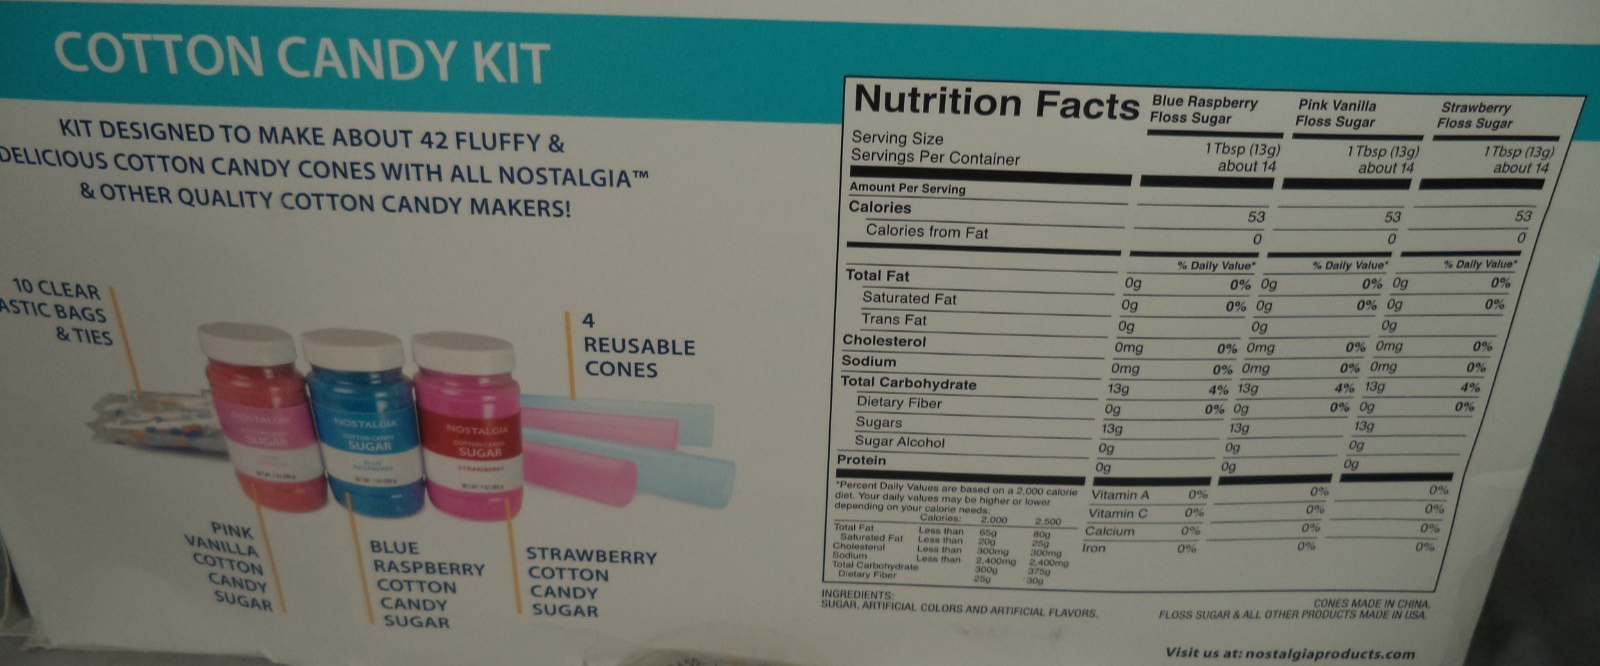 COTTON CANDY KIT
KIT DESIGNED TO MAKE ABOUT 42 FLUFFY &
DELICIOUS COTTON CANDY CONES WITH ALL NOSTALGIA™
& OTHER QUALITY COTTON CANDY MAKERS!
10 CLEAR
ASTIC BAGS
& TIES
4
REUSABLE
CONES
NOSTALGIA
SUGAR
NOSTALGIA
COTTON CANDY
SUGAR
BLUE
RASPBERRY
NOSTALGIA
COTTON CANDY
SUGAR
STRAWBERRY
PINK
VANILLA
COTTON
CANDY
SUGAR
BLUE
RASPBERRY
COTTON
CANDY
SUGAR
STRAWBERRY
COTTON
CANDY
SUGAR
Nutrition Facts Blue Raspberry Floss Sugar Pink Vanilla Floss Sugar Strawberry Floss Sugar
Serving Size 1 Tbsp (13g) 1 Tbsp (13g) 1 Tbsp (13g)
Servings Per Container about 14 about 14 about 14
Amount Per Serving
Calories 53 53 53
Calories from Fat 0 0 0
% Daily Value* % Daily Value* % Daily Value*
Total Fat 0g 0% 0g 0% 0g 0%
Saturated Fat 0g 0% 0g 0% 0g 0%
Trans Fat 0g 0g 0g
Cholesterol 0mg 0% 0mg 0% 0mg 0%
Sodium 0mg 0% 0mg 0% 0mg 0%
Total Carbohydrate 13g 4% 13g 4% 13g 4%
Dietary Fiber 0g 0% 0g 0% 0g 0%
Sugars 13g 13g 13g
Sugar Alcohol 0g 0g 0g
Protein 0g 0g 0g
*Percent Daily Values are based on a 2,000 calorie
diet. Your daily values may be higher or lower
depending on your calorie needs:
Calories: 2,000 2,500
Total Fat Less than 65g 80g
Saturated Fat Less than 20g 25g
Cholesterol Less than 300mg 300mg
Sodium Less than 2,400mg 2,400mg
Total Carbohydrate 300g 375g
Dietary Fiber 25g 30g
Vitamin A 0% 0% 0%
Vitamin C 0% 0% 0%
Calcium 0% 0% 0%
Iron 0% 0% 0%
INGREDIENTS:
SUGAR, ARTIFICIAL COLORS AND ARTIFICIAL FLAVORS.
CONES MADE IN CHINA.
FLOSS SUGAR & ALL OTHER PRODUCTS MADE IN USA.
Visit us at: nostalgiaproducts.com